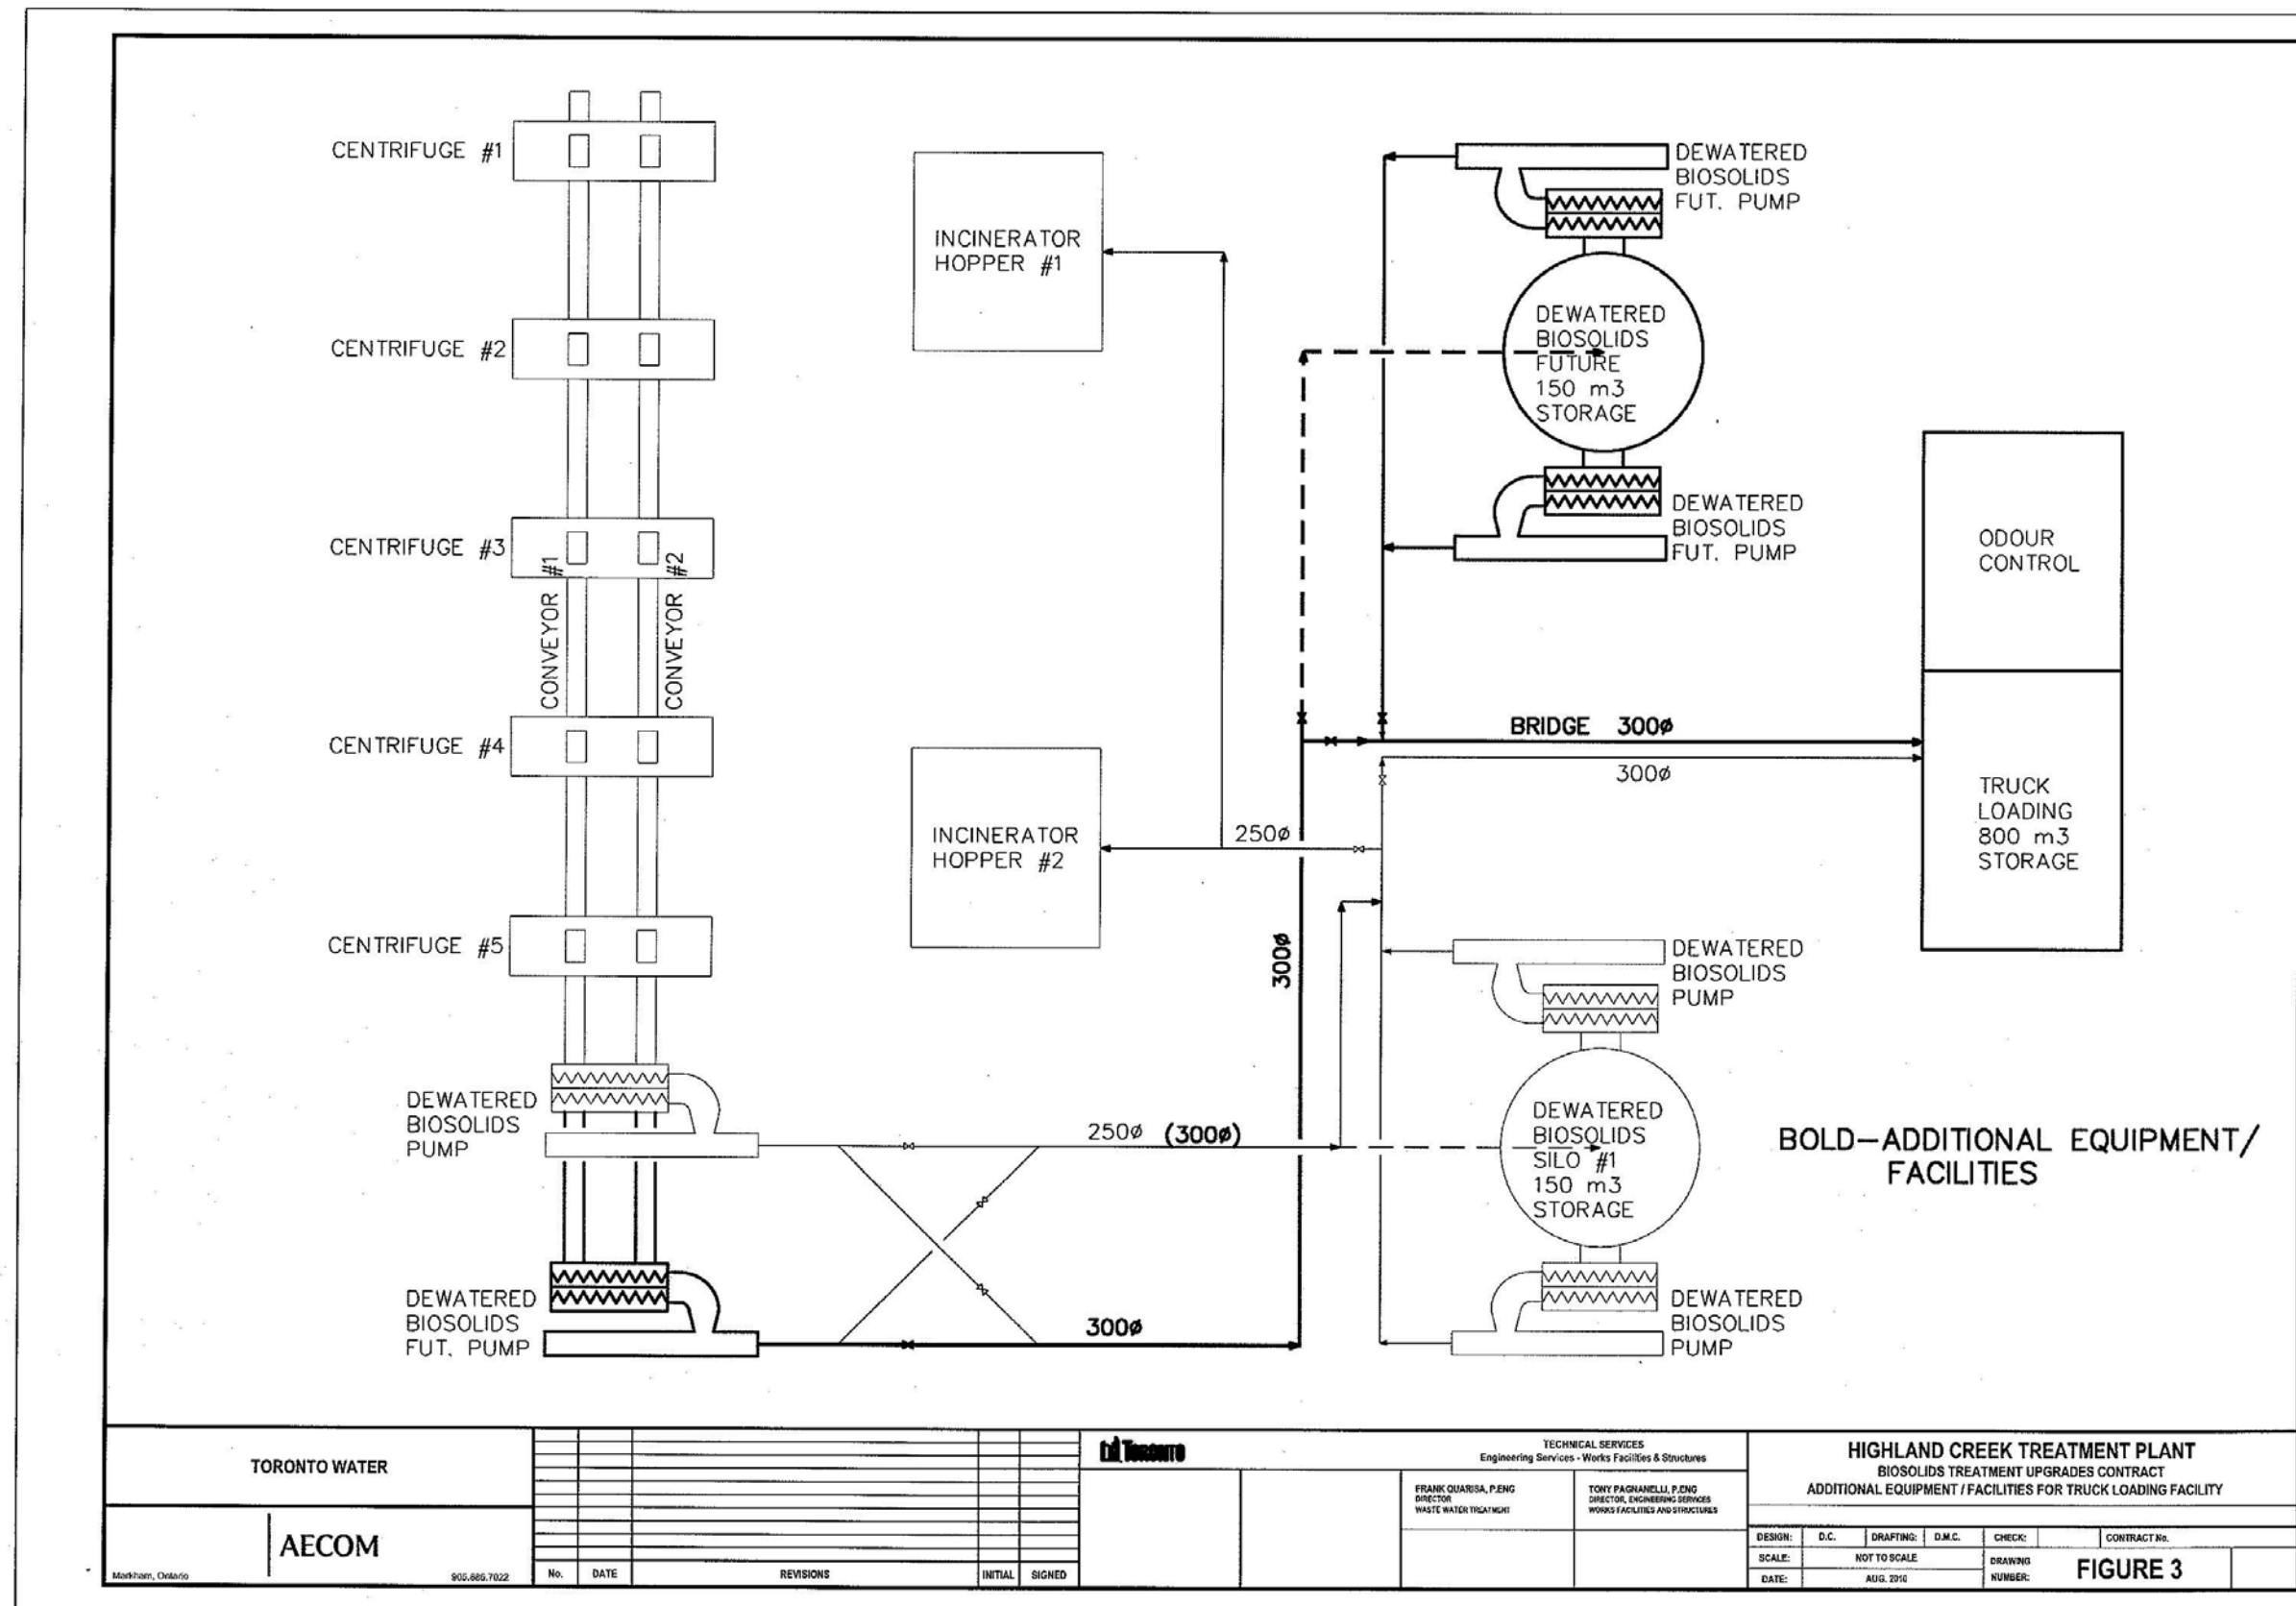 CENTRIFUGE #1
CENTRIFUGE #2
CENTRIFUGE #3
CENTRIFUGE #4
CENTRIFUGE #5
CONVEYOR #1
CONVEYOR #2
INCINERATOR
HOPPER #1
INCINERATOR
HOPPER #2
DEWATERED
BIOSOLIDS
FUT. PUMP
DEWATERED
BIOSOLIDS
FUTURE
150 m3
STORAGE
DEWATERED
BIOSOLIDS
FUT. PUMP
ODOUR
CONTROL
BRIDGE 300ø
300ø
TRUCK
LOADING
800 m3
STORAGE
250ø
300ø
DEWATERED
BIOSOLIDS
PUMP
DEWATERED
BIOSOLIDS
SILO #1
150 m3
STORAGE
DEWATERED
BIOSOLIDS
PUMP
DEWATERED
BIOSOLIDS
PUMP
250ø (300ø)
DEWATERED
BIOSOLIDS
FUT. PUMP
300ø
BOLD-ADDITIONAL EQUIPMENT/
FACILITIES
TORONTO WATER
AECOM
Markham, Ontario
905.886.7022
No. DATE REVISIONS INITIAL SIGNED
TORONTO
TECHNICAL SERVICES
Engineering Services - Works Facilities & Structures
FRANK QUARISA, P.ENG
DIRECTOR
WASTE WATER TREATMENT
TONY PAGNANELLI, P.ENG
DIRECTOR, ENGINEERING SERVICES
WORKS FACILITIES AND STRUCTURES
HIGHLAND CREEK TREATMENT PLANT
BIOSOLIDS TREATMENT UPGRADES CONTRACT
ADDITIONAL EQUIPMENT / FACILITIES FOR TRUCK LOADING FACILITY
DESIGN: D.C. DRAFTING: D.M.C. CHECK: CONTRACT No.
SCALE: NOT TO SCALE
DATE: AUG. 2010
DRAWING
NUMBER:
FIGURE 3